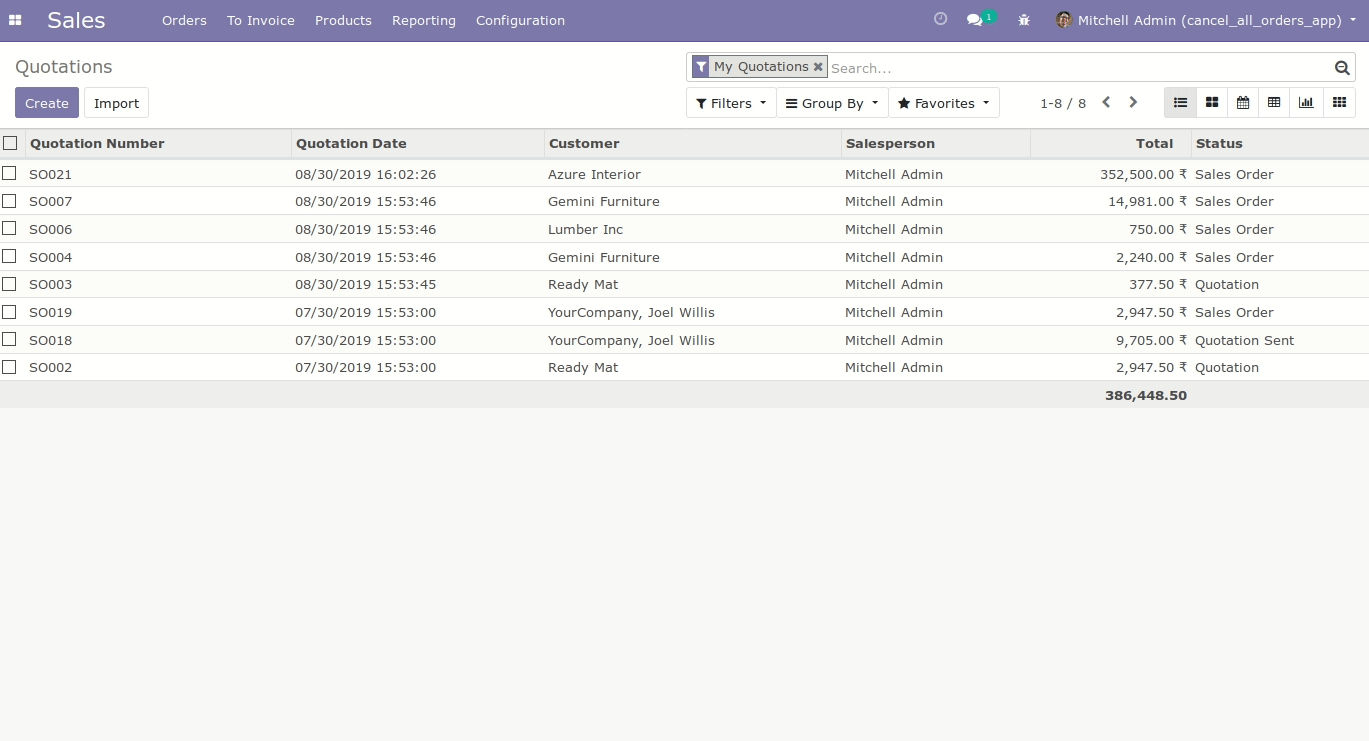 Sales Orders To Invoice Products Reporting Configuration 1 Mitchell Admin (cancel_all_orders_app)
Quotations My Quotations Search...
Create Import Filters Group By Favorites 1-8 / 8
Quotation Number Quotation Date Customer Salesperson Total Status
SO021 08/30/2019 16:02:26 Azure Interior Mitchell Admin 352,500.00 ₹ Sales Order
SO007 08/30/2019 15:53:46 Gemini Furniture Mitchell Admin 14,981.00 ₹ Sales Order
SO006 08/30/2019 15:53:46 Lumber Inc Mitchell Admin 750.00 ₹ Sales Order
SO004 08/30/2019 15:53:46 Gemini Furniture Mitchell Admin 2,240.00 ₹ Sales Order
SO003 08/30/2019 15:53:45 Ready Mat Mitchell Admin 377.50 ₹ Quotation
SO019 07/30/2019 15:53:00 YourCompany, Joel Willis Mitchell Admin 2,947.50 ₹ Sales Order
SO018 07/30/2019 15:53:00 YourCompany, Joel Willis Mitchell Admin 9,705.00 ₹ Quotation Sent
SO002 07/30/2019 15:53:00 Ready Mat Mitchell Admin 2,947.50 ₹ Quotation
386,448.50